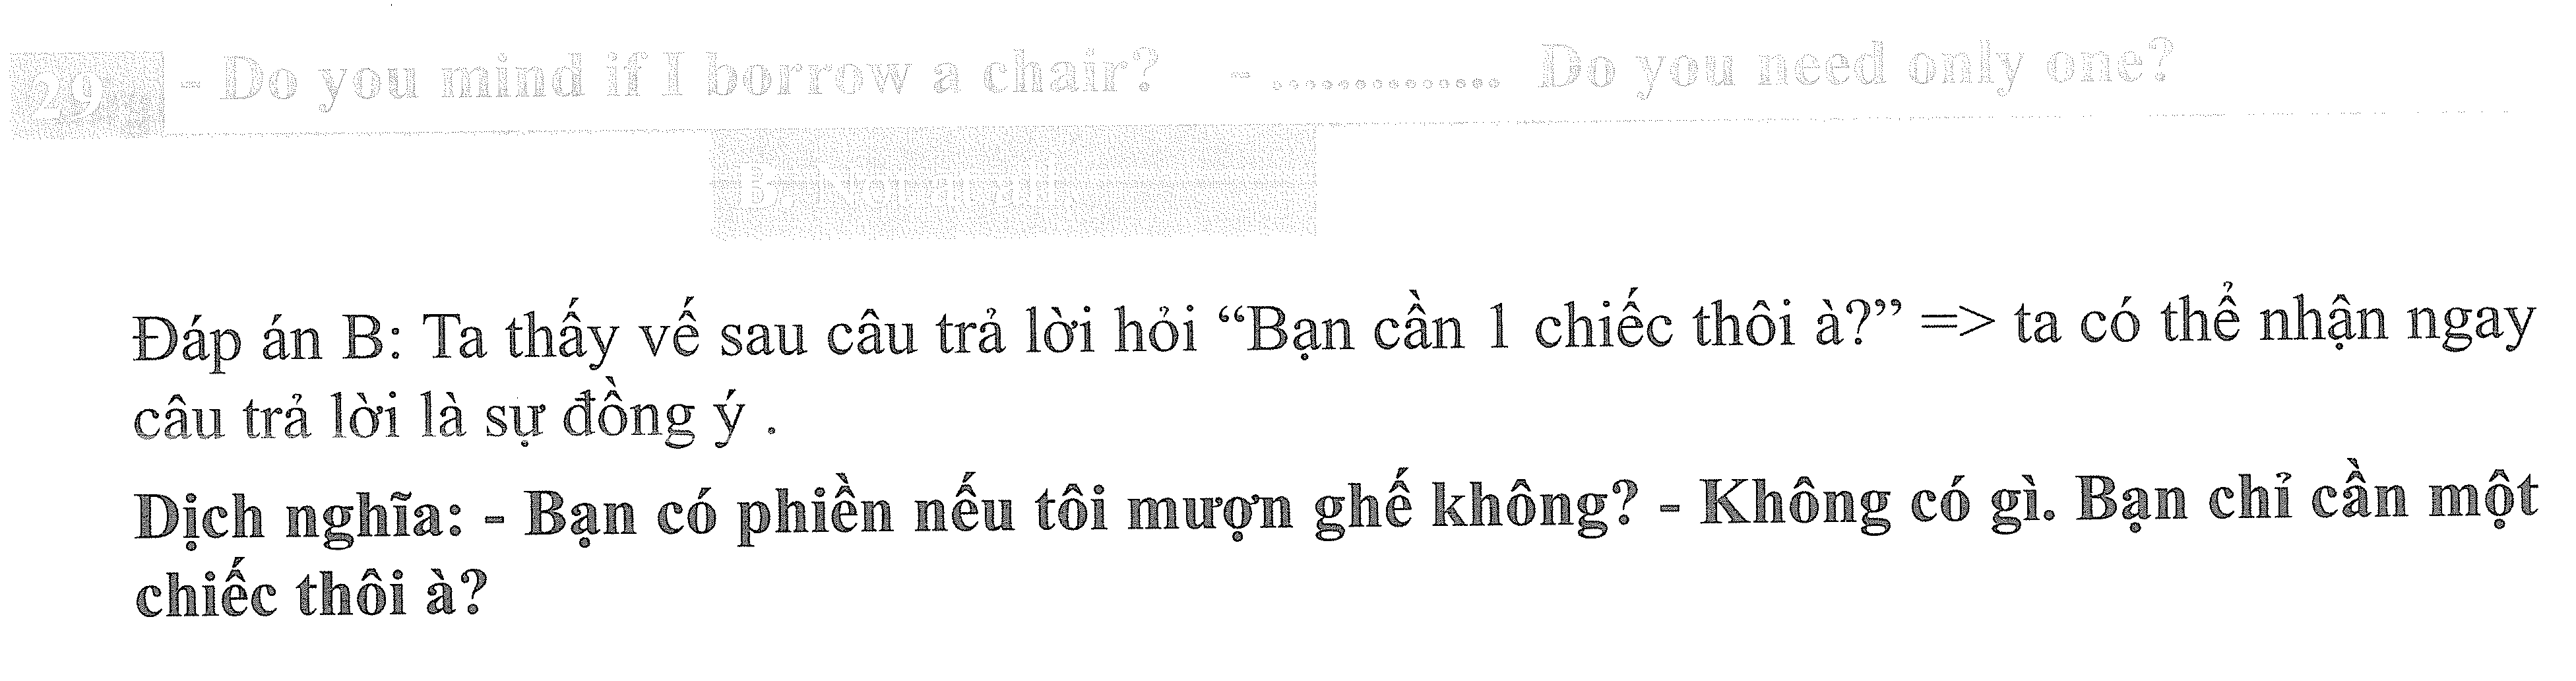 29 - Do you mind if I borrow a chair? - .............. Do you need only one?
B. Not at all.
Đáp án B: Ta thấy vế sau câu trả lời hỏi “Bạn cần 1 chiếc thôi à?” => ta có thể nhận ngay
câu trả lời là sự đồng ý .
Dịch nghĩa: - Bạn có phiền nếu tôi mượn ghế không? - Không có gì. Bạn chỉ cần một
chiếc thôi à?